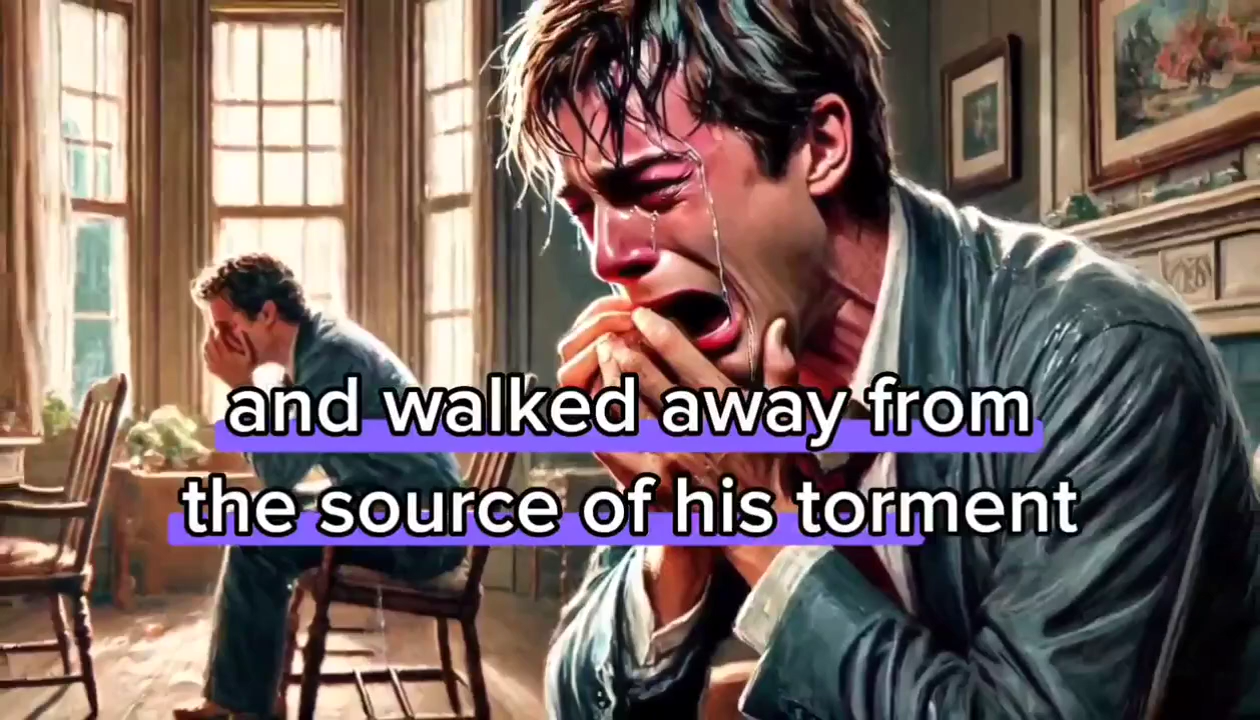 and walked away from
the source of his torment